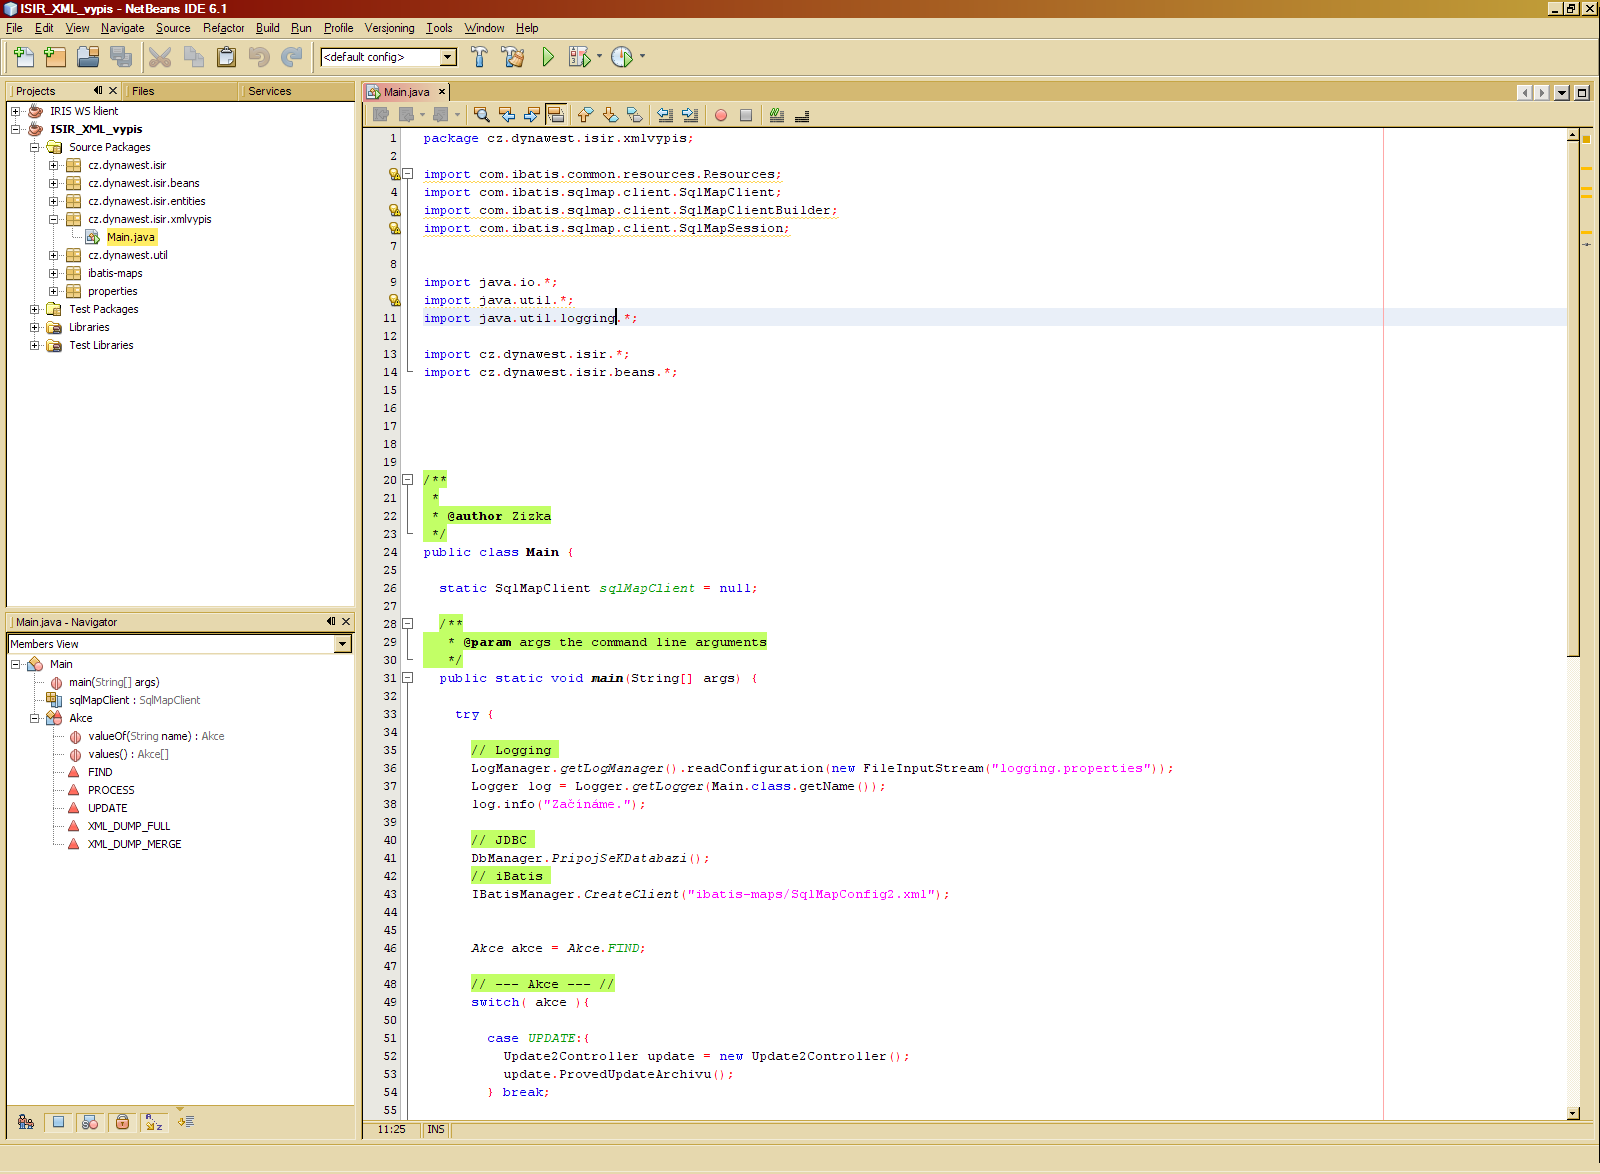 ISIR_XML_vypis - NetBeans IDE 6.1
File Edit View Navigate Source Refactor Build Run Profile Versioning Tools Window Help
<default config>
Projects Files Services
IRIS WS klient
ISIR_XML_vypis
Source Packages
cz.dynawest.isir
cz.dynawest.isir.beans
cz.dynawest.isir.entities
cz.dynawest.isir.xmlvypis
Main.java
cz.dynawest.util
ibatis-maps
properties
Test Packages
Libraries
Test Libraries
Main.java - Navigator
Members View
Main
main(String[] args)
sqlMapClient : SqlMapClient
Akce
valueOf(String name) : Akce
values() : Akce[]
FIND
PROCESS
UPDATE
XML_DUMP_FULL
XML_DUMP_MERGE
Main.java
1 package cz.dynawest.isir.xmlvypis;
2
import com.ibatis.common.resources.Resources;
4 import com.ibatis.sqlmap.client.SqlMapClient;
import com.ibatis.sqlmap.client.SqlMapClientBuilder;
import com.ibatis.sqlmap.client.SqlMapSession;
7
8
9 import java.io.*;
import java.util.*;
11 import java.util.logging.*;
12
13 import cz.dynawest.isir.*;
14 import cz.dynawest.isir.beans.*;
15
16
17
18
19
20 /**
21 *
22 * @author Zizka
23 */
24 public class Main {
25
26 static SqlMapClient sqlMapClient = null;
27
28 /**
29 * @param args the command line arguments
30 */
31 public static void main(String[] args) {
32
33 try {
34
35 // Logging
36 LogManager.getLogManager().readConfiguration(new FileInputStream("logging.properties"));
37 Logger log = Logger.getLogger(Main.class.getName());
38 log.info("Začínáme.");
39
40 // JDBC
41 DbManager.PripojSeKDatabazi();
42 // iBatis
43 IBatisManager.CreateClient("ibatis-maps/SqlMapConfig2.xml");
44
45
46 Akce akce = Akce.FIND;
47
48 // --- Akce --- //
49 switch( akce ){
50
51 case UPDATE:{
52 Update2Controller update = new Update2Controller();
53 update.ProvedUpdateArchivu();
54 } break;
55
11:25 INS